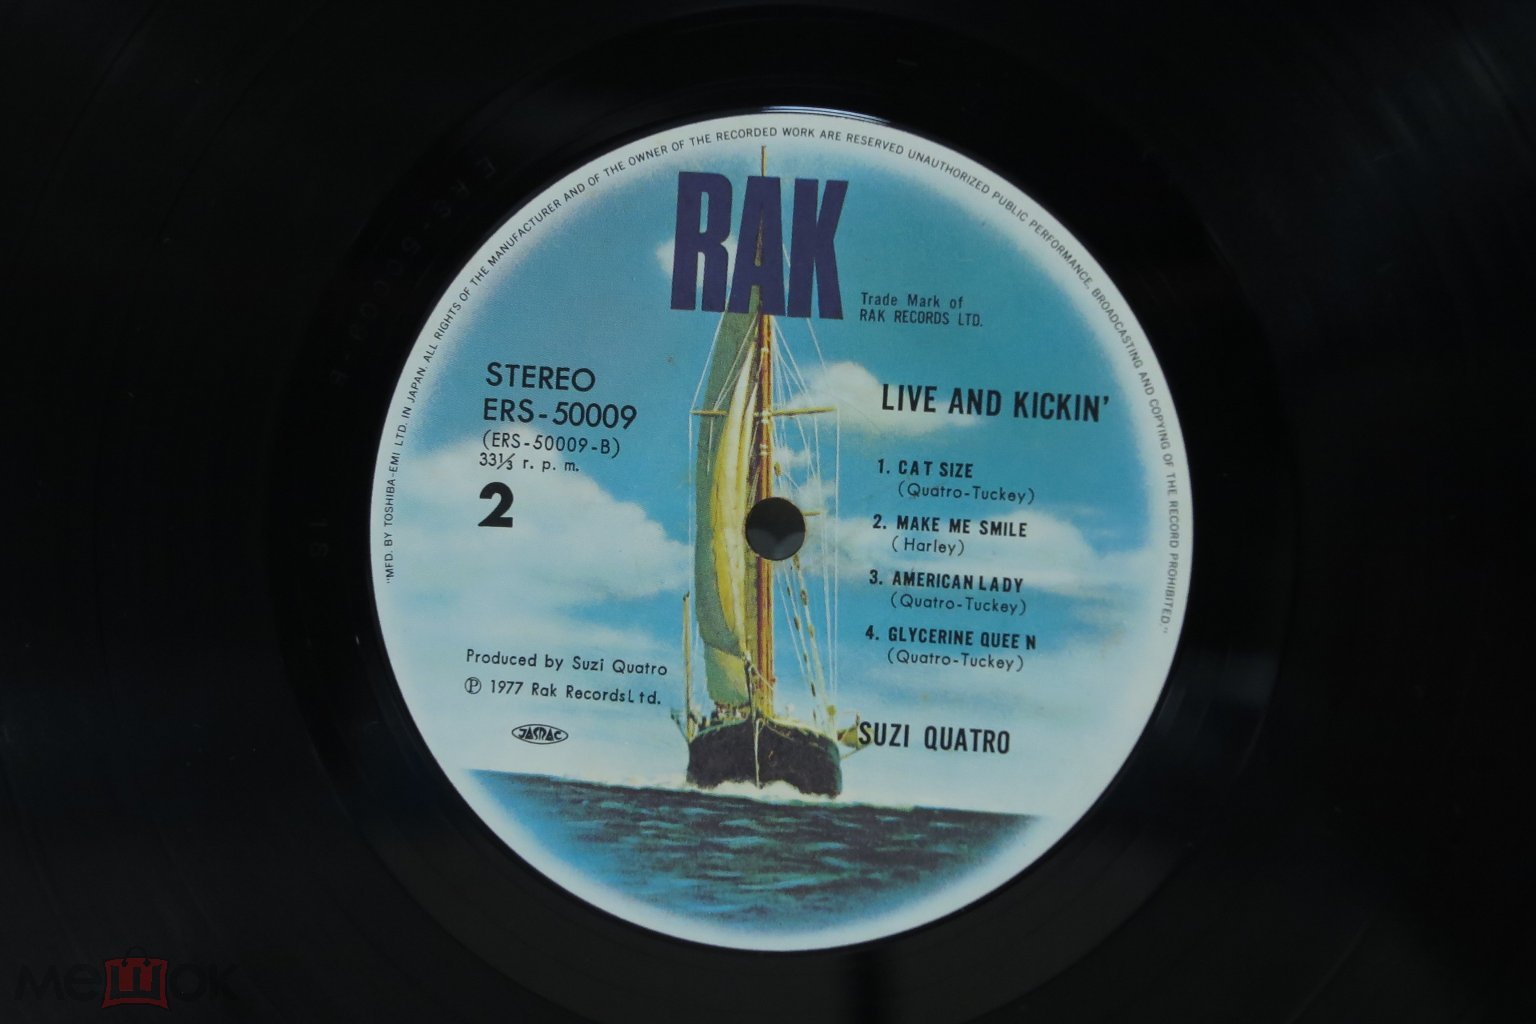 "MFD. BY TOSHIBA-EMI LTD. IN JAPAN. ALL RIGHTS OF THE MANUFACTURER AND OF THE OWNER OF THE RECORDED WORK ARE RESERVED UNAUTHORIZED PUBLIC PERFORMANCE, BROADCASTING AND COPYING OF THE RECORD PROHIBITED."
RAK
Trade Mark of
RAK RECORDS LTD.
STEREO
ERS-50009
(ERS-50009-B)
33⅓ r. p. m.
2
LIVE AND KICKIN'
1. CAT SIZE
(Quatro-Tuckey)
2. MAKE ME SMILE
(Harley)
3. AMERICAN LADY
(Quatro-Tuckey)
4. GLYCERINE QUEEN
(Quatro-Tuckey)
Produced by Suzi Quatro
Ⓟ 1977 Rak Records Ltd.
JASRAC
SUZI QUATRO
мешок